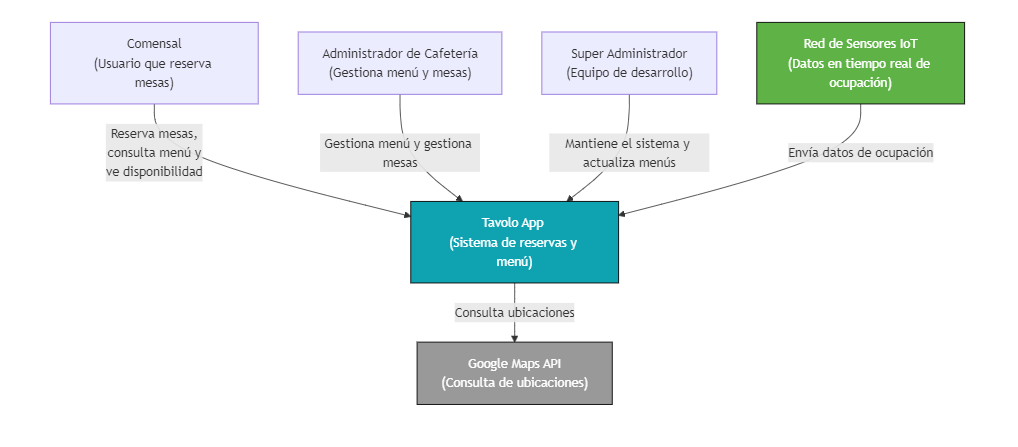 Comensal
(Usuario que reserva
mesas)
Administrador de Cafetería
(Gestiona menú y mesas)
Super Administrador
(Equipo de desarrollo)
Red de Sensores IoT
(Datos en tiempo real de
ocupación)
Reserva mesas,
consulta menú y
ve disponibilidad
Gestiona menú y gestiona
mesas
Mantiene el sistema y
actualiza menús
Envía datos de ocupación
Tavolo App
(Sistema de reservas y
menú)
Consulta ubicaciones
Google Maps API
(Consulta de ubicaciones)